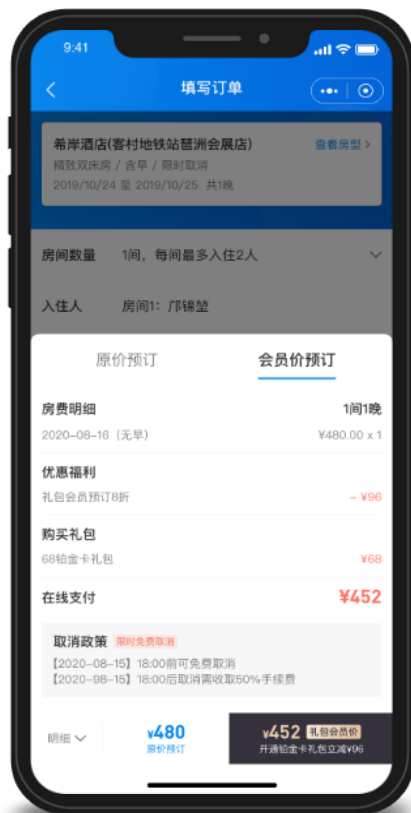 9:41
填写订单
希岸酒店(客村地铁站琶洲会展店) 查看房型>
精致双床房 / 含早 / 限时取消
2019/10/24 至 2019/10/25 共1晚
房间数量 1间，每间最多入住2人
入住人 房间1: 邝锦堃
原价预订 会员价预订
房费明细 1间1晚
2020-08-16（无早） ¥480.00 x 1
优惠福利
礼包会员预订8折 - ¥96
购买礼包
68铂金卡礼包 ¥68
在线支付 ¥452
取消政策 限时免费取消
【2020-08-15】18:00前可免费取消
【2020-98-15】18:00后取消需收取50%手续费
明细 ¥480 ¥452 礼包会员价
原价预订 开通铂金卡礼包立减¥96